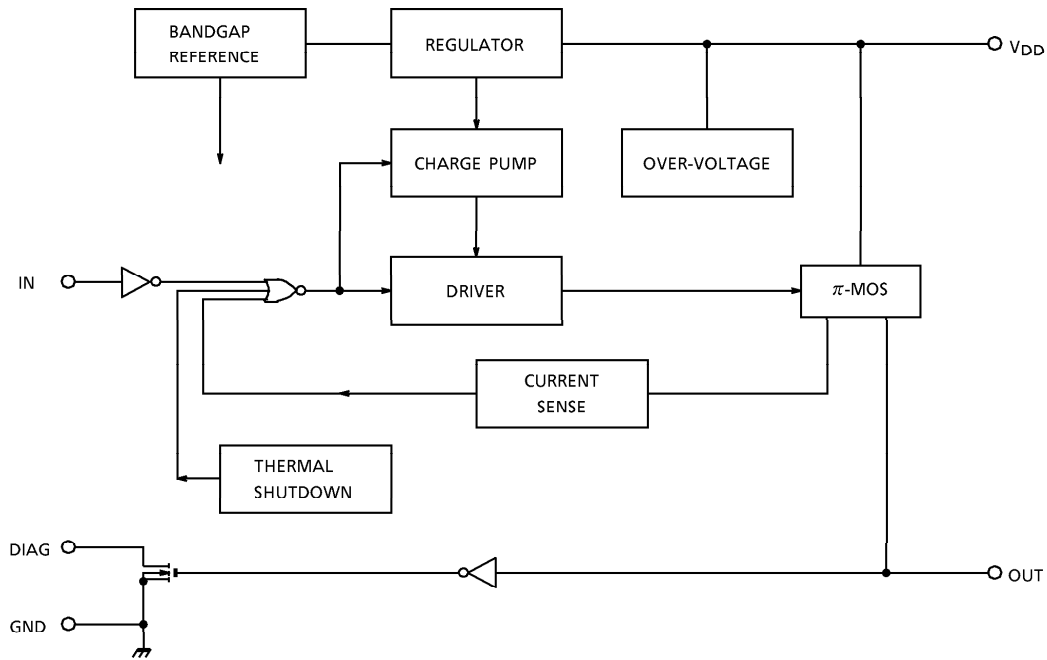 BANDGAP
REFERENCE
REGULATOR
VDD
CHARGE PUMP
OVER-VOLTAGE
IN
DRIVER
π-MOS
CURRENT
SENSE
THERMAL
SHUTDOWN
DIAG
OUT
GND